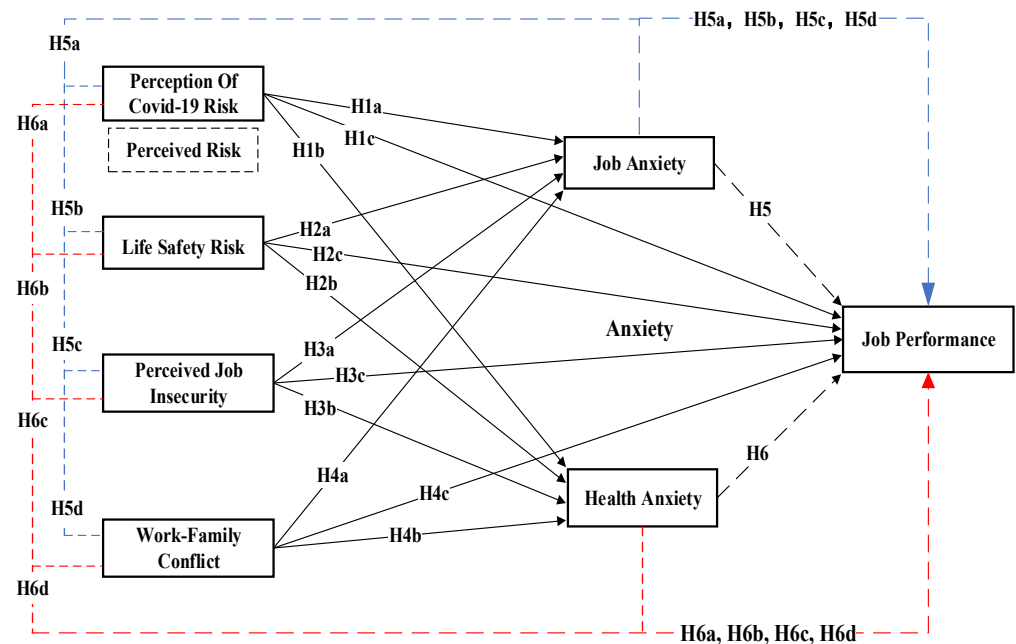 H5a, H5b, H5c, H5d
H5a
Perception Of
Covid-19 Risk
H1a
H6a
H1c
Perceived Risk
H1b
Job Anxiety
H5b
H5
H2a
Life Safety Risk
H2c
H2b
H6b
Anxiety
Job Performance
H5c
H3a
Perceived Job
Insecurity
H3c
H3b
H6c
H6
H4a
H4c
Health Anxiety
H5d
Work-Family
Conflict
H4b
H6d
H6a, H6b, H6c, H6d